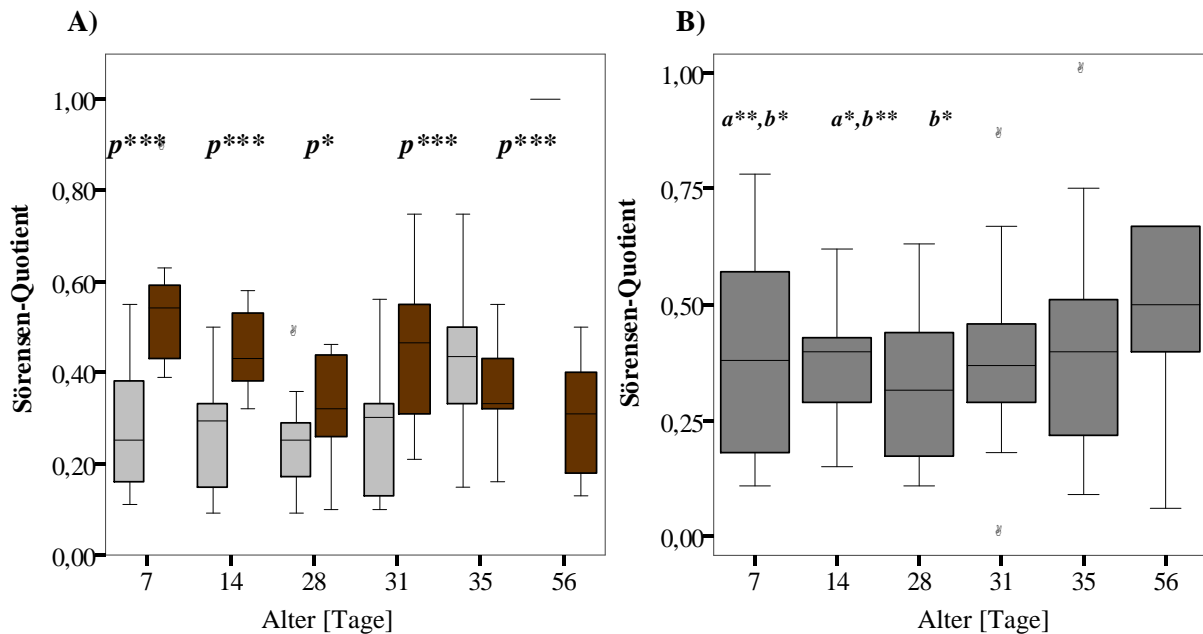 A)
1,00
0,80
0,60
0,40
0,20
0,00
p*** p*** p* p*** p***
Sörensen-Quotient
7 14 28 31 35 56
Alter [Tage]
B)
1,00
0,75
0,50
0,25
0,00
a**,b* a*,b** b*
Sörensen-Quotient
7 14 28 31 35 56
Alter [Tage]